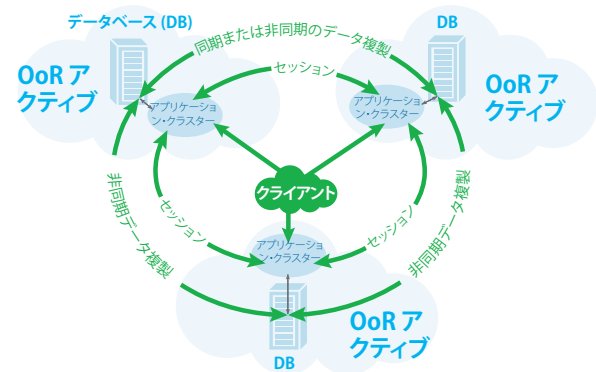 データベース (DB)
DB
同期または非同期のデータ複製
OoR ア
クティブ
セッション
OoR ア
クティブ
アプリケーショ
ン・クラスター
アプリケーショ
ン・クラスター
クライアント
非同期データ複製
セッション
セッション
非同期データ複製
アプリケーショ
ン・クラスター
OoR ア
クティブ
DB